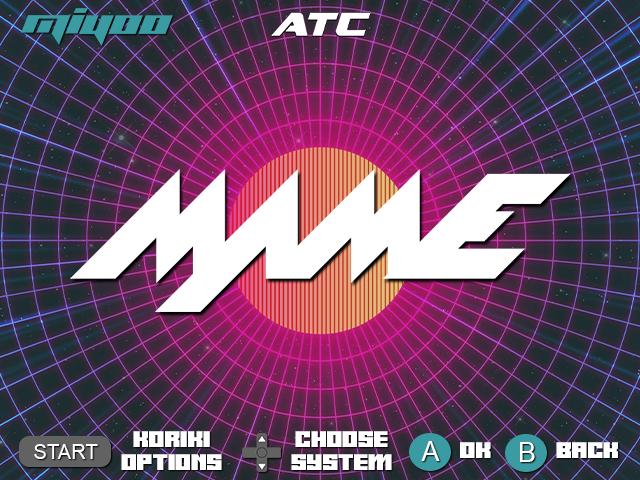 miyoo
ATC
MAME
START
KORIKI
OPTIONS
CHOOSE
SYSTEM
A
OK
B
BACK